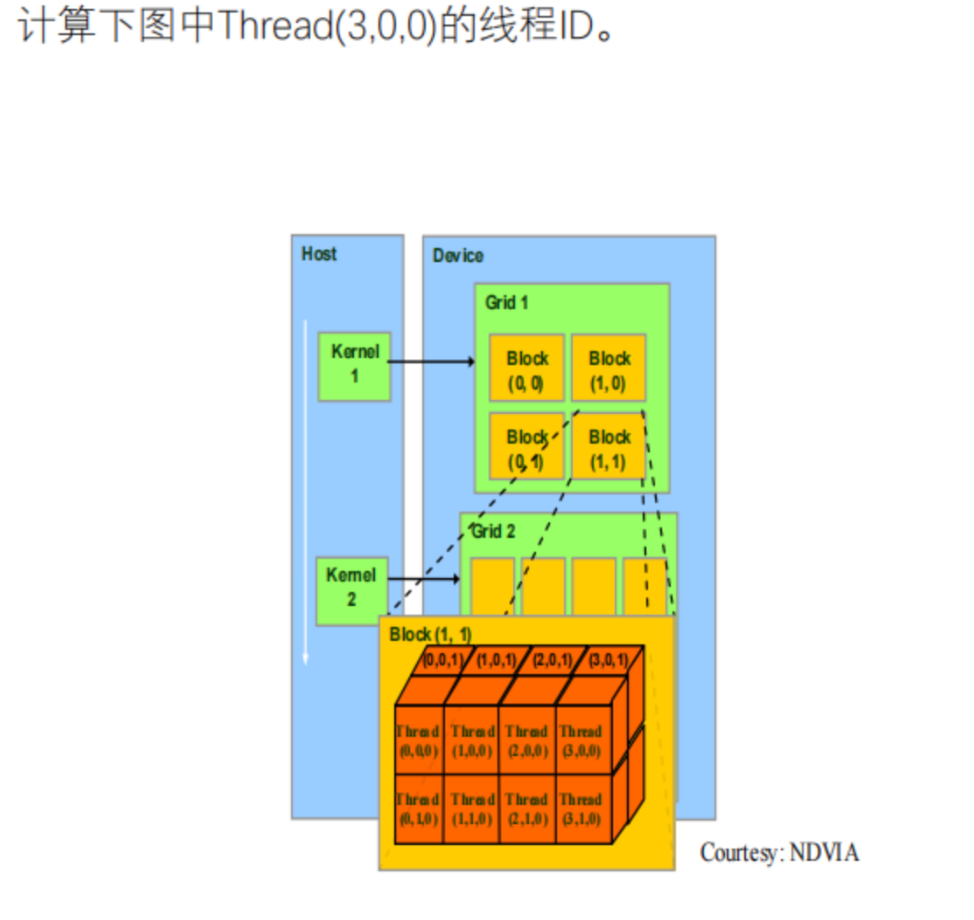 计算下图中Thread(3,0,0)的线程ID。
Host
Device
Grid 1
Kernel
1
Block
(0, 0)
Block
(1, 0)
Block
(0, 1)
Block
(1, 1)
Grid 2
Kernel
2
Block (1, 1)
(0,0,1) (1,0,1) (2,0,1) (3,0,1)
Thread
(0,0,0)
Thread
(1,0,0)
Thread
(2,0,0)
Thread
(3,0,0)
Thread
(0,1,0)
Thread
(1,1,0)
Thread
(2,1,0)
Thread
(3,1,0)
Courtesy: NDVIA